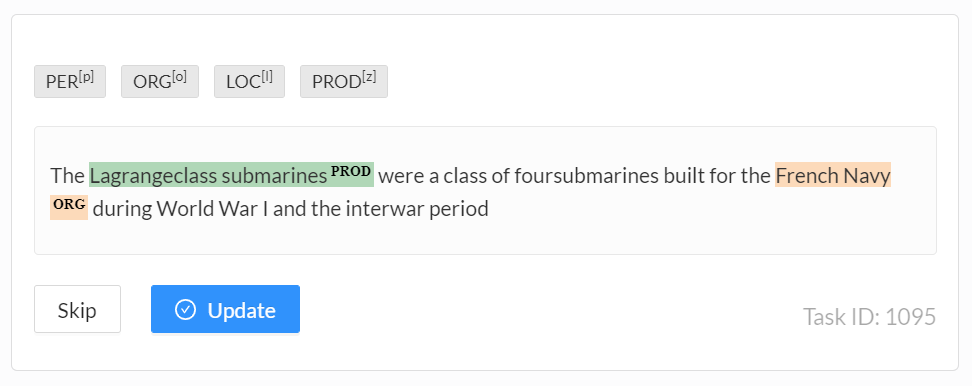 PER[p] ORG[o] LOC[l] PROD[z]
The Lagrangeclass submarines PROD were a class of foursubmarines built for the French Navy
ORG during World War I and the interwar period
Skip Update Task ID: 1095